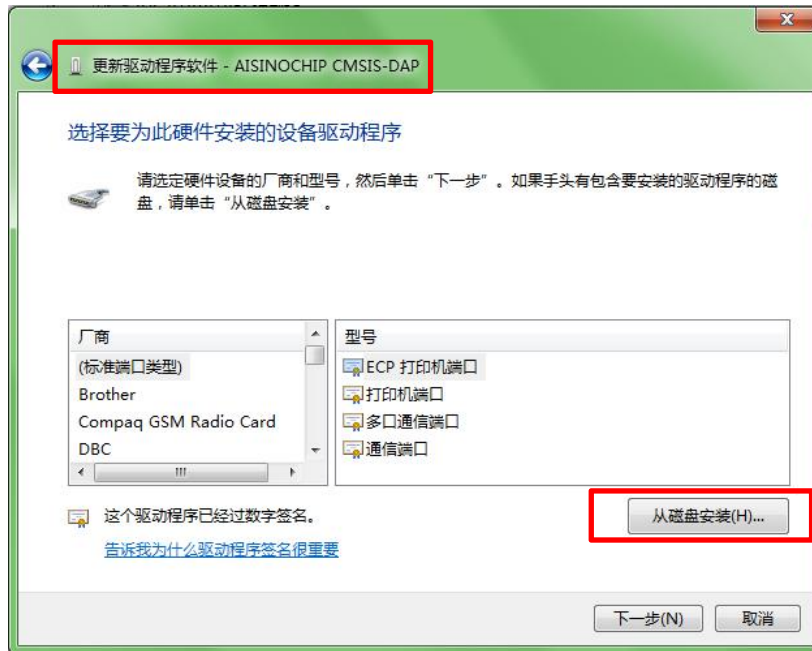 更新驱动程序软件 - AISINOCHIP CMSIS-DAP
选择要为此硬件安装的设备驱动程序
请选定硬件设备的厂商和型号，然后单击“下一步”。如果手头有包含要安装的驱动程序的磁
盘，请单击“从磁盘安装”。
厂商
(标准端口类型)
Brother
Compaq GSM Radio Card
DBC
型号
ECP 打印机端口
打印机端口
多口通信端口
通信端口
这个驱动程序已经过数字签名。
告诉我为什么驱动程序签名很重要
从磁盘安装(H)...
下一步(N)
取消